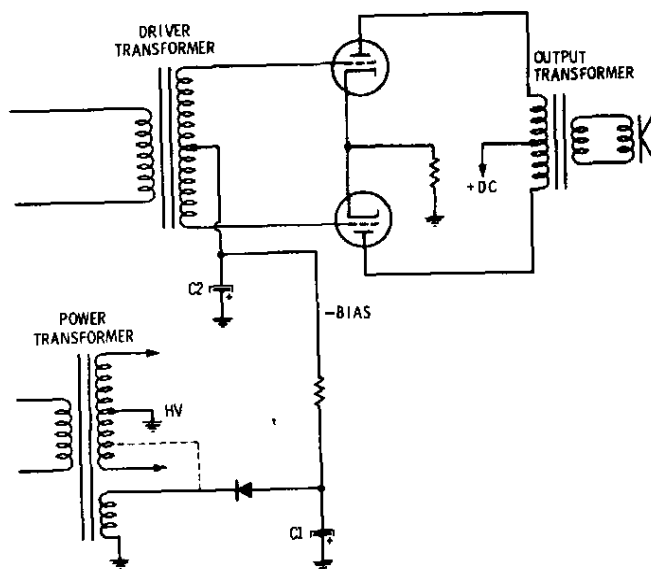 DRIVER
TRANSFORMER
OUTPUT
TRANSFORMER
+DC
C2
+
-BIAS
POWER
TRANSFORMER
HV
C1
+